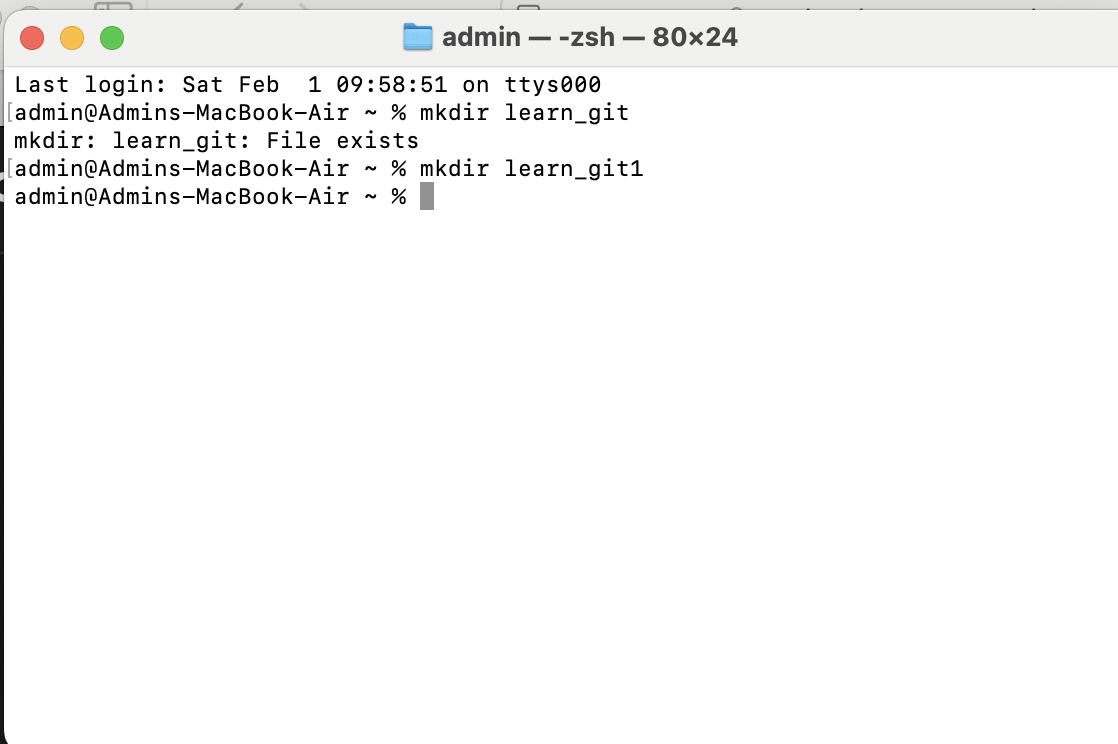 admin — -zsh — 80×24
Last login: Sat Feb  1 09:58:51 on ttys000
[admin@Admins-MacBook-Air ~ % mkdir learn_git
mkdir: learn_git: File exists
[admin@Admins-MacBook-Air ~ % mkdir learn_git1
admin@Admins-MacBook-Air ~ %